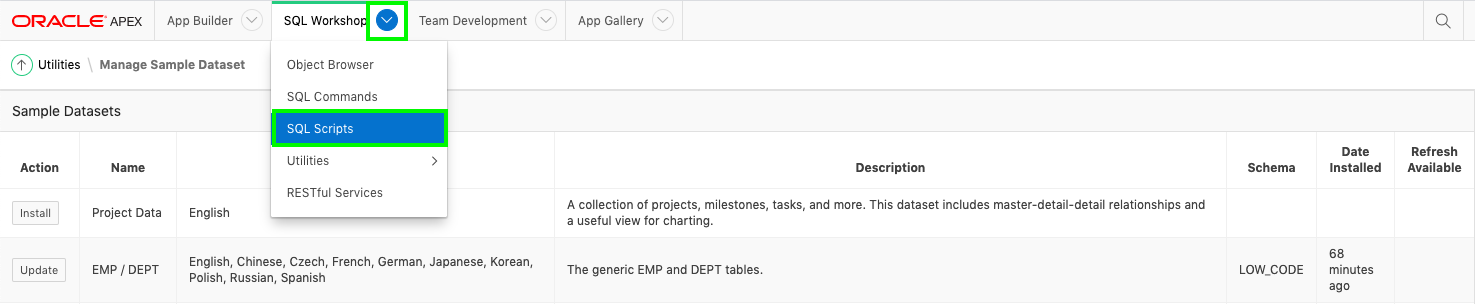 ORACLE APEX App Builder SQL Workshop Team Development App Gallery
Utilities \ Manage Sample Dataset
Object Browser
SQL Commands
SQL Scripts
Utilities
RESTful Services
Sample Datasets
Action Name Description Schema Date Installed Refresh Available
Install Project Data English A collection of projects, milestones, tasks, and more. This dataset includes master-detail-detail relationships and
a useful view for charting.
Update EMP / DEPT English, Chinese, Czech, French, German, Japanese, Korean,
Polish, Russian, Spanish
The generic EMP and DEPT tables. LOW_CODE 68
minutes
ago